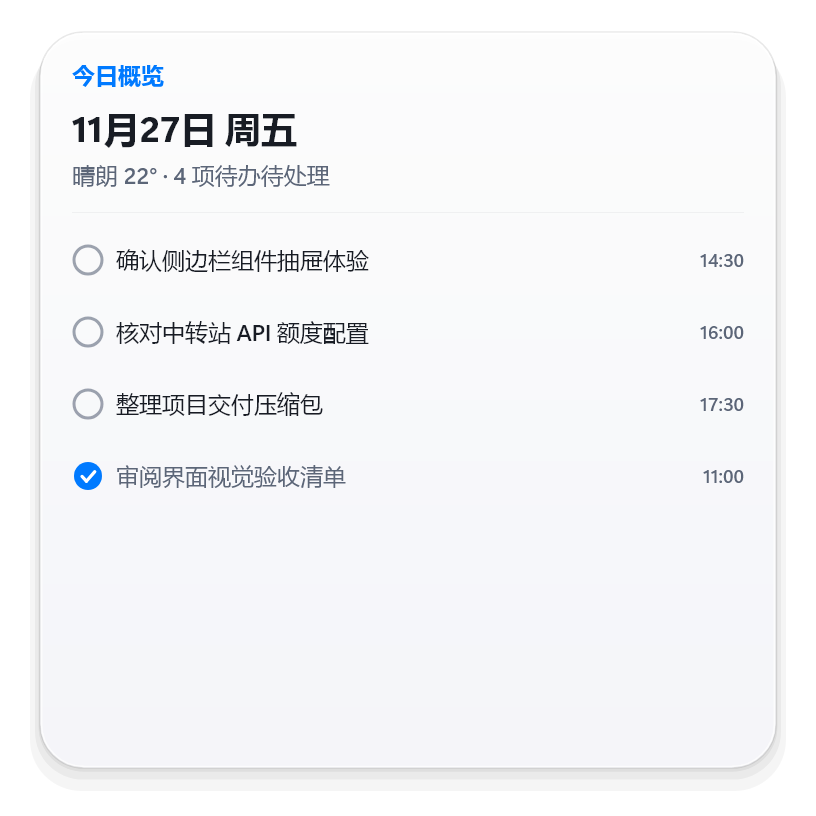 今日概览
11月27日 周五
晴朗 22° · 4 项待办待处理
确认侧边栏组件抽屉体验 14:30
核对中转站 API 额度配置 16:00
整理项目交付压缩包 17:30
审阅界面视觉验收清单 11:00